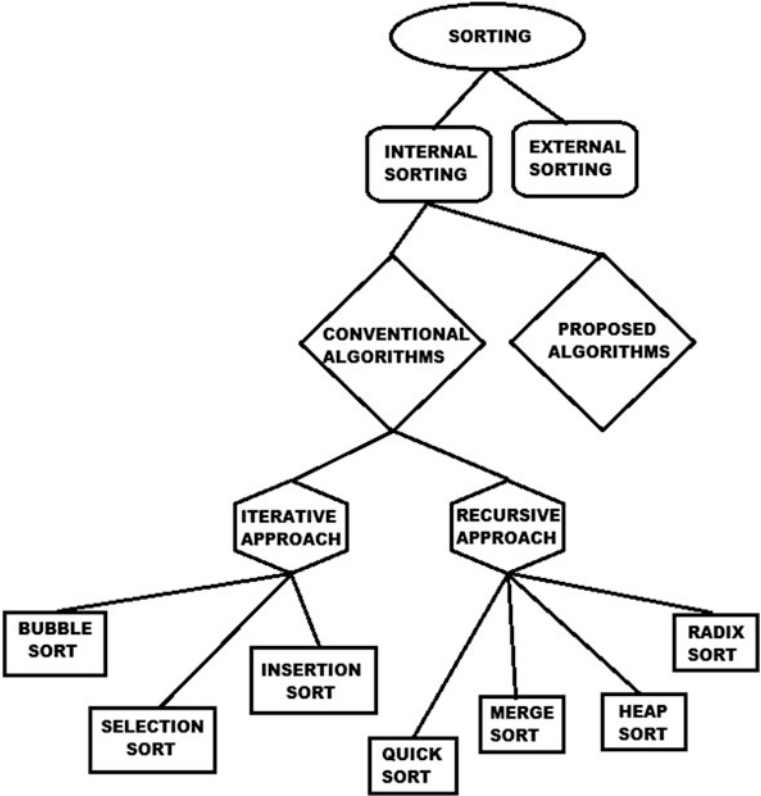 SORTING
INTERNAL
SORTING
EXTERNAL
SORTING
CONVENTIONAL
ALGORITHMS
PROPOSED
ALGORITHMS
ITERATIVE
APPROACH
RECURSIVE
APPROACH
BUBBLE
SORT
SELECTION
SORT
INSERTION
SORT
QUICK
SORT
MERGE
SORT
HEAP
SORT
RADIX
SORT